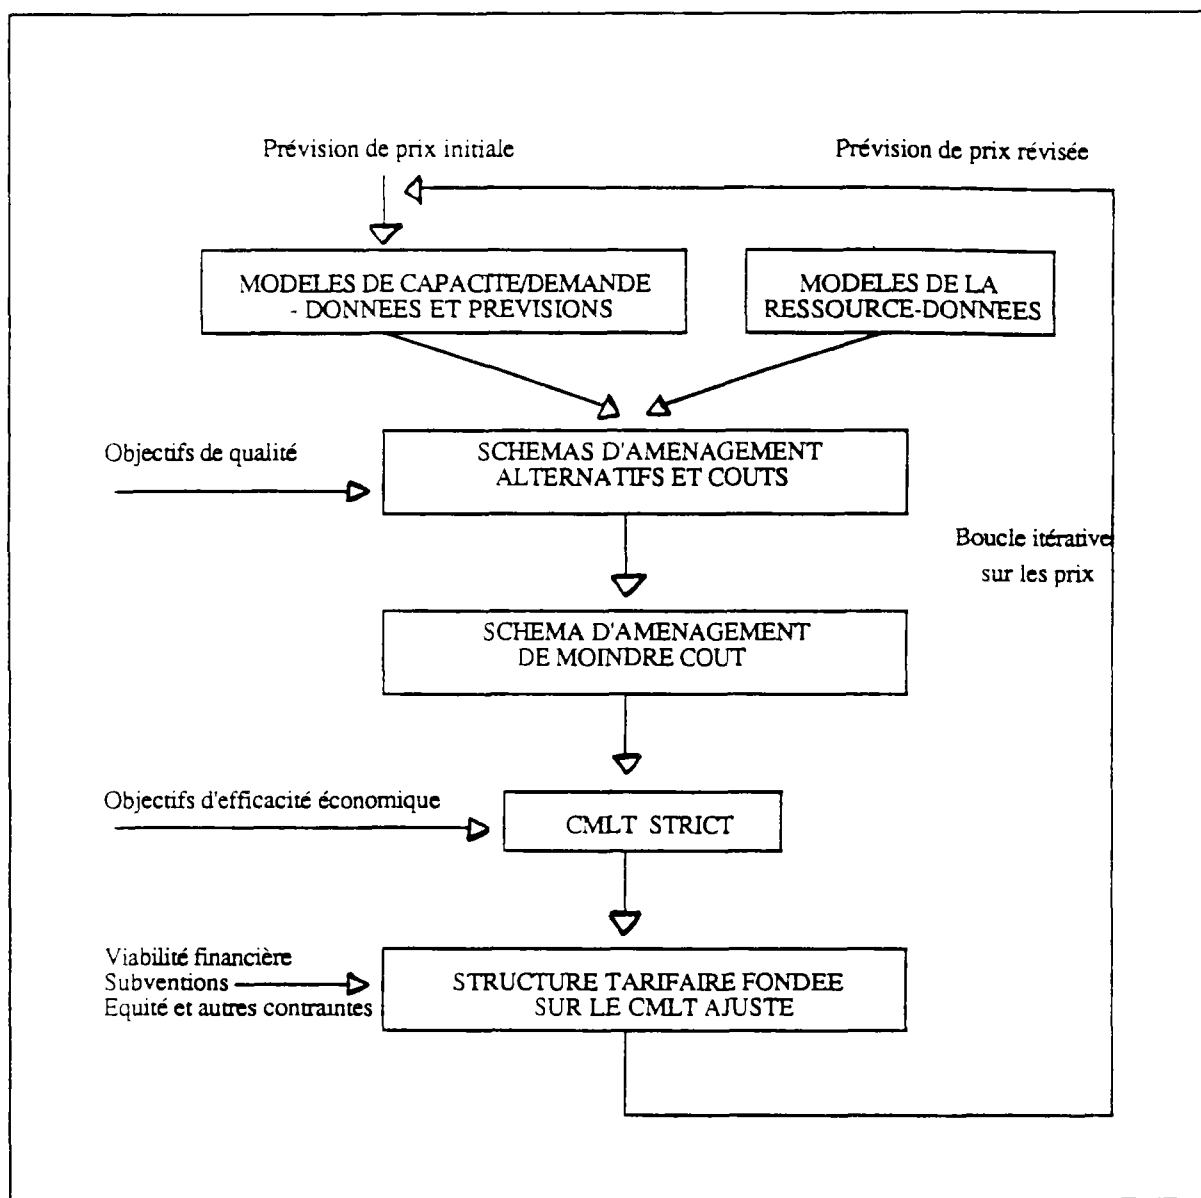 Prévision de prix initiale
Prévision de prix révisée
MODELES DE CAPACITE/DEMANDE
- DONNEES ET PREVISIONS
MODELES DE LA
RESSOURCE-DONNEES
Objectifs de qualité
SCHEMAS D'AMENAGEMENT
ALTERNATIFS ET COUTS
Boucle itérative
sur les prix
SCHEMA D'AMENAGEMENT
DE MOINDRE COUT
Objectifs d'efficacité économique
CMLT STRICT
Viabilité financière
Subventions
Equité et autres contraintes
STRUCTURE TARIFAIRE FONDEE
SUR LE CMLT AJUSTE